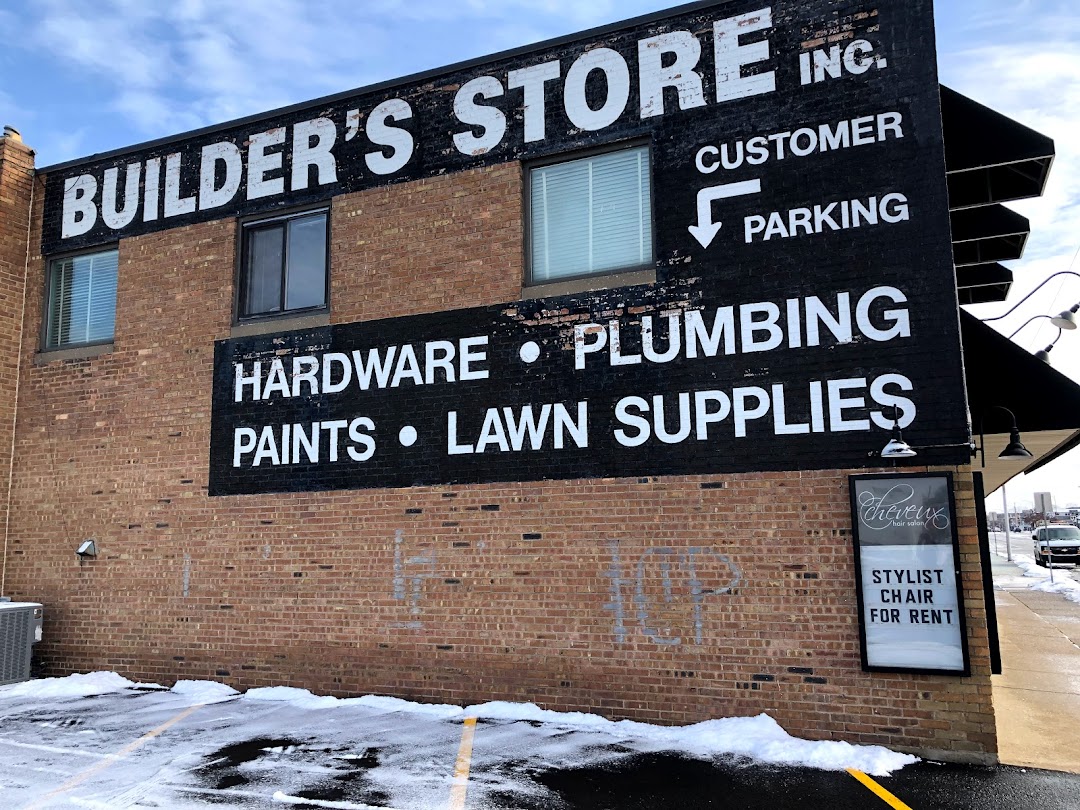 BUILDER'S STORE INC.
CUSTOMER
PARKING
HARDWARE • PLUMBING
PAINTS • LAWN SUPPLIES
Cheveux
hair salon
STYLIST
CHAIR
FOR RENT